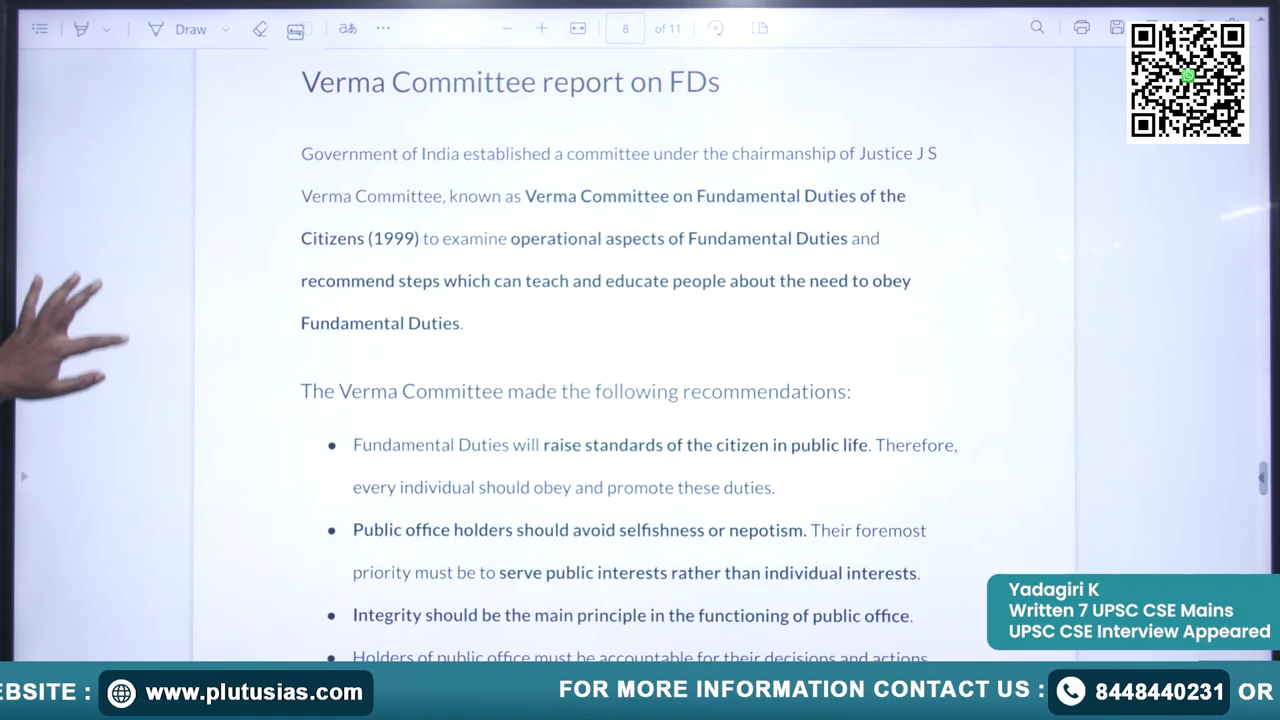 Draw
aあ
8
of 11
Verma Committee report on FDs
Government of India established a committee under the chairmanship of Justice J S
Verma Committee, known as Verma Committee on Fundamental Duties of the
Citizens (1999) to examine operational aspects of Fundamental Duties and
recommend steps which can teach and educate people about the need to obey
Fundamental Duties.
The Verma Committee made the following recommendations:
• Fundamental Duties will raise standards of the citizen in public life. Therefore,
every individual should obey and promote these duties.
• Public office holders should avoid selfishness or nepotism. Their foremost
priority must be to serve public interests rather than individual interests.
• Integrity should be the main principle in the functioning of public office.
• Holders of public office must be accountable for their decisions and actions
Yadagiri K
Written 7 UPSC CSE Mains
UPSC CSE Interview Appeared
EBSITE : www.plutusias.com
FOR MORE INFORMATION CONTACT US : 8448440231 OR